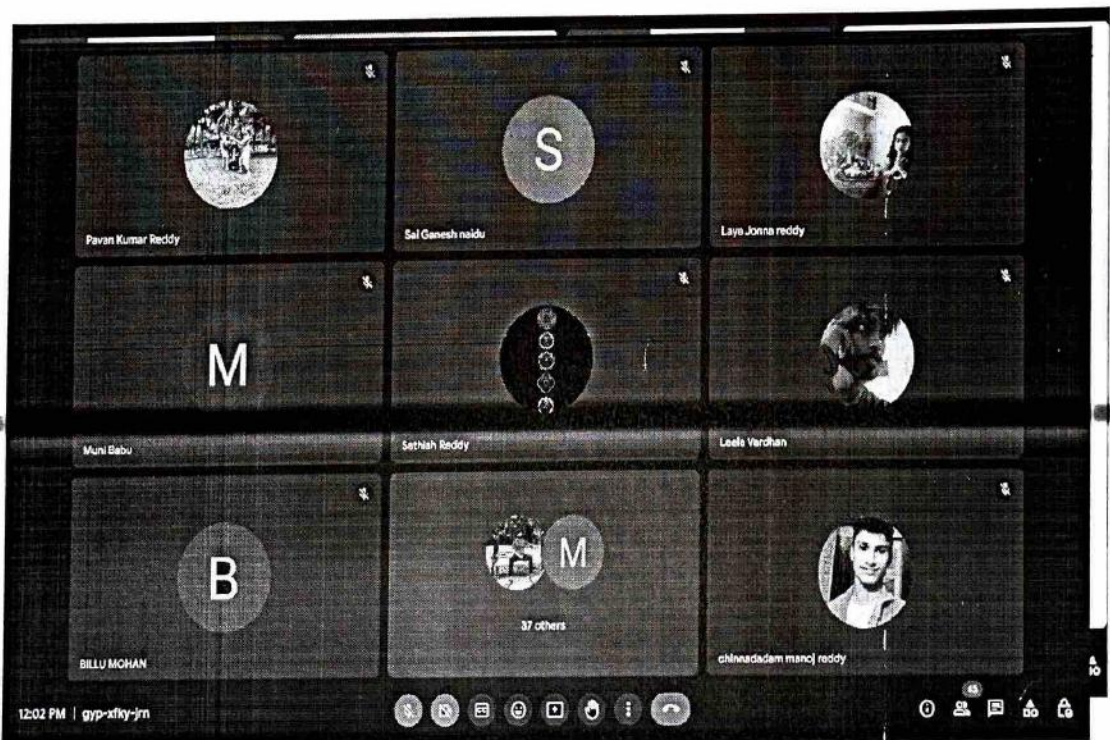 S
Pavan Kumar Reddy
Sai Ganesh naidu
Laya Jonna reddy
M
Muni Babu
Sethish Reddy
Leela Vardhan
B
M
37 others
BILLU MOHAN
chinnadadam manoj reddy
12:02 PM | gyp-xfky-jrn
45